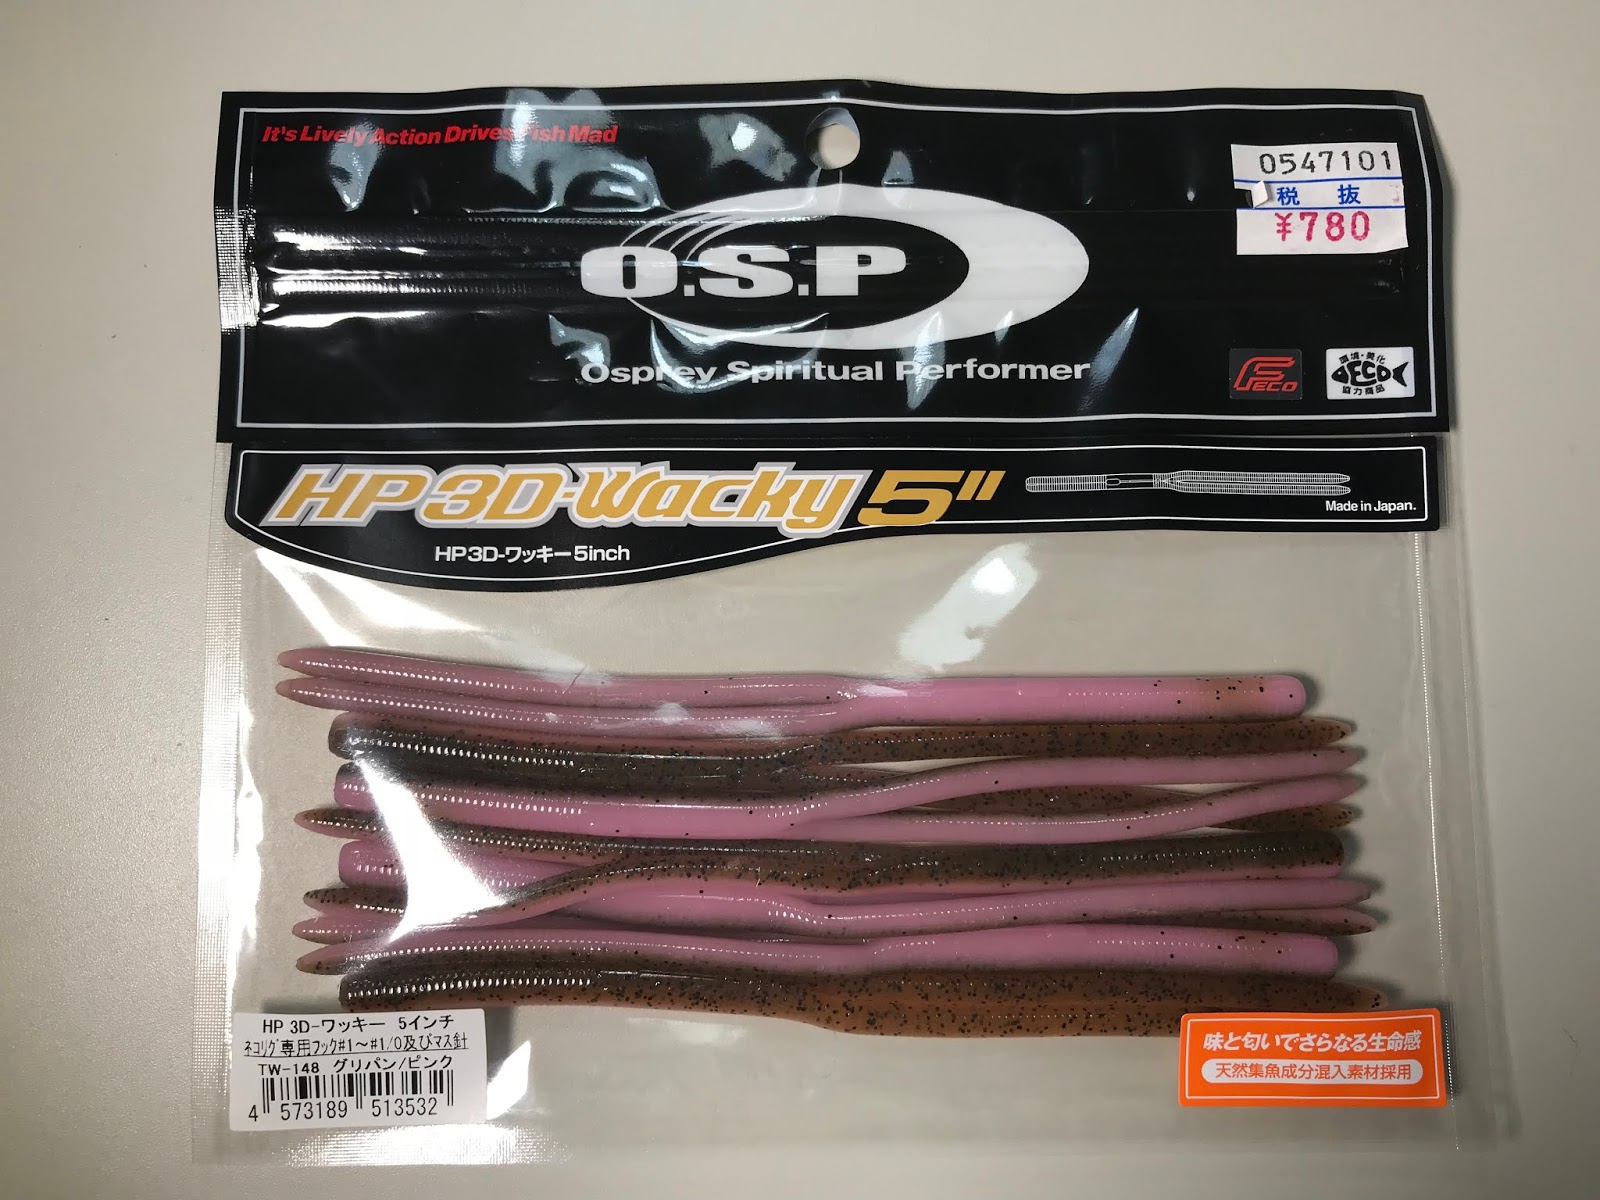 It's Lively Action Drives Fish Mad
0547101
税 抜
¥780
O.S.P
Osprey Spiritual Performer
FECO
環境・美化
FECO
協力商品
HP 3D-Wacky 5"
Made in Japan.
HP3D-ワッキー5inch
HP 3D-ワッキー 5インチ
ネコリグ専用フック#1～#1/0及びマス針
TW-148 グリパン/ピンク
4 573189 513532
味と匂いでさらなる生命感
天然集魚成分混入素材採用